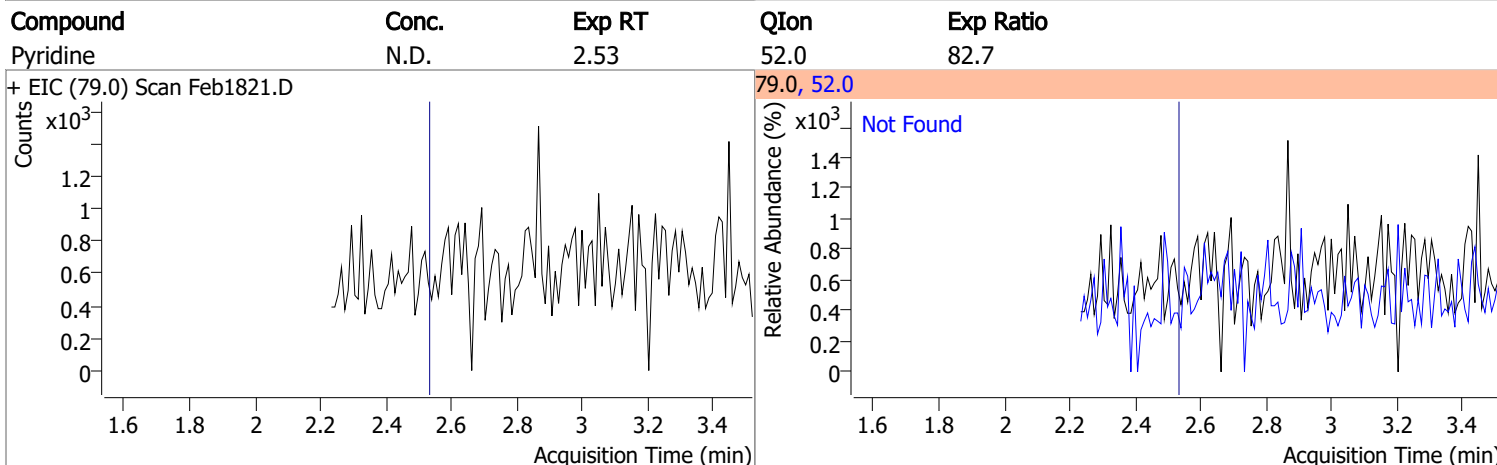 Compound Conc. Exp RT QIon Exp Ratio
Pyridine N.D. 2.53 52.0 82.7
+ EIC (79.0) Scan Feb1821.D
Counts
x10³
1.2
1
0.8
0.6
0.4
0.2
0
1.6 1.8 2 2.2 2.4 2.6 2.8 3 3.2 3.4
Acquisition Time (min)
79.0, 52.0
Relative Abundance (%)
x10³
Not Found
1.4
1.2
1
0.8
0.6
0.4
0.2
0
1.6 1.8 2 2.2 2.4 2.6 2.8 3 3.2 3.4
Acquisition Time (min)